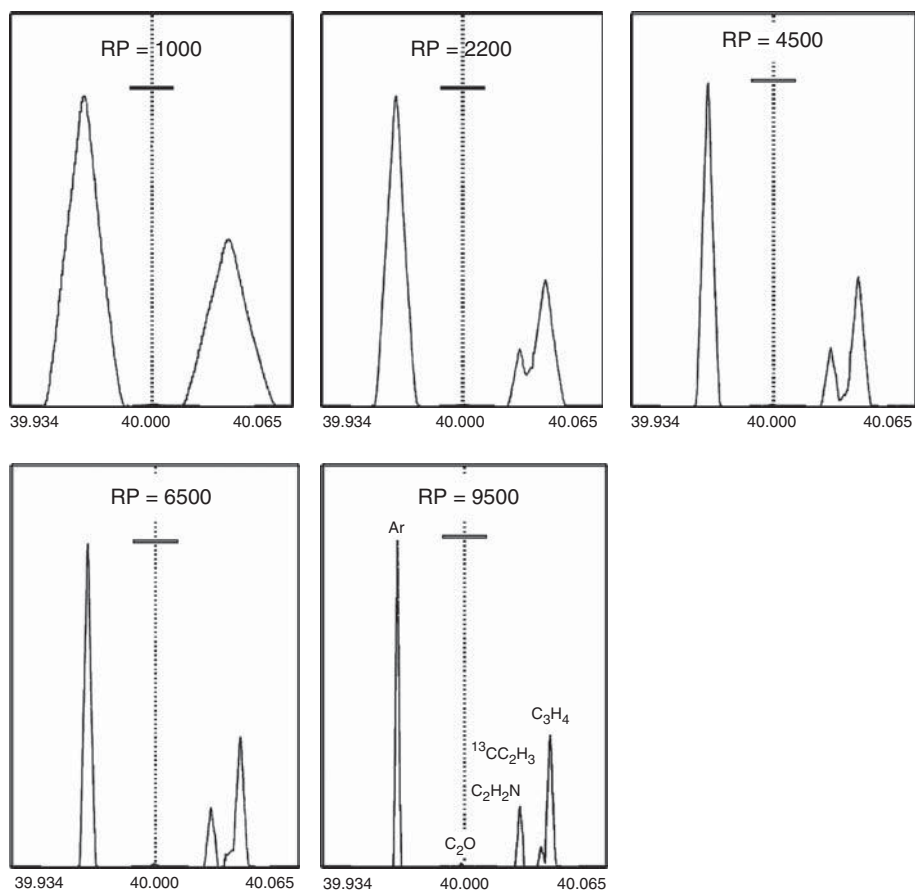 RP = 1000
39.934 40.000 40.065
RP = 2200
39.934 40.000 40.065
RP = 4500
39.934 40.000 40.065
RP = 6500
39.934 40.000 40.065
RP = 9500
Ar
C₃H₄
¹³CC₂H₃
C₂H₂N
C₂O
39.934 40.000 40.065